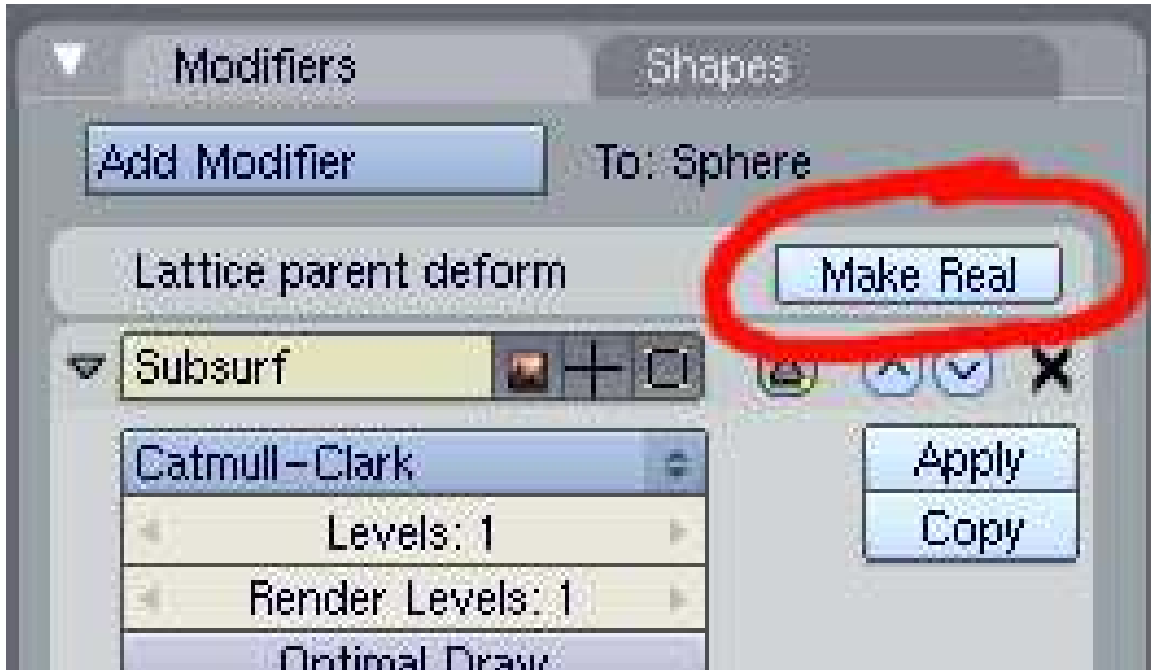 Modifiers Shapes
Add Modifier To: Sphere
Lattice parent deform Make Real
Subsurf
Catmull-Clark Apply
Levels: 1 Copy
Render Levels: 1
Optimal Draw